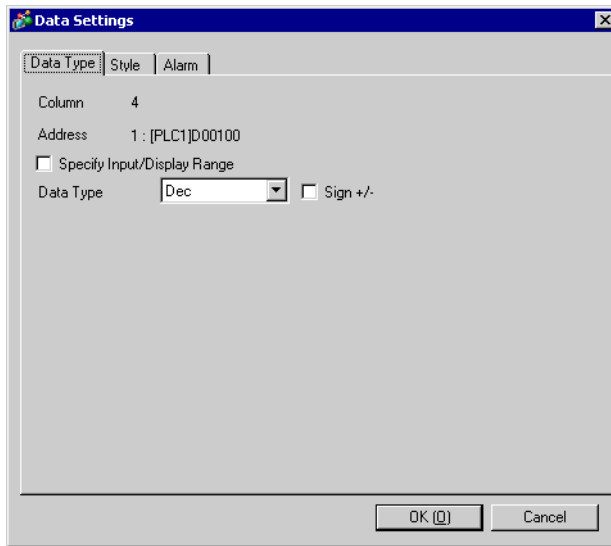 Data Settings
Data Type Style Alarm
Column 4
Address 1 : [PLC1]D00100
Specify Input/Display Range
Data Type Dec Sign +/-
OK (O) Cancel